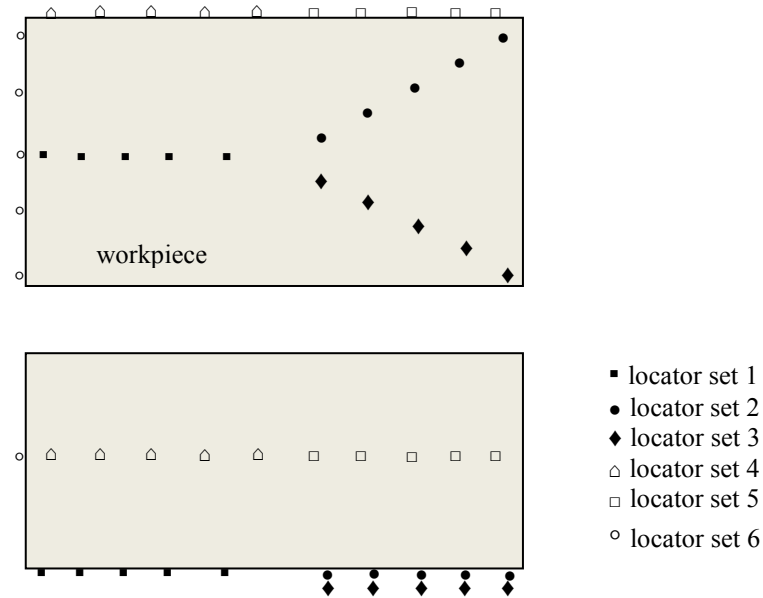 workpiece
locator set 1
locator set 2
locator set 3
locator set 4
locator set 5
locator set 6